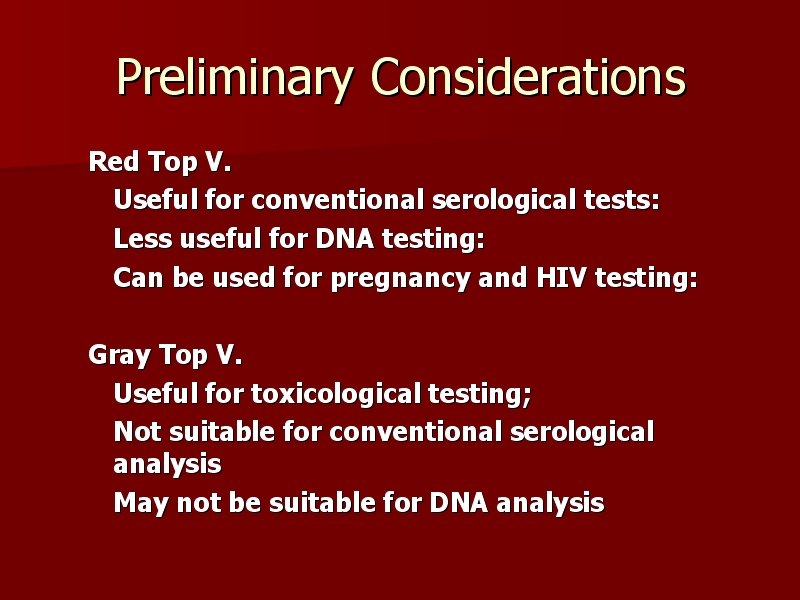 Preliminary Considerations
Red Top V.
Useful for conventional serological tests:
Less useful for DNA testing:
Can be used for pregnancy and HIV testing:
Gray Top V.
Useful for toxicological testing;
Not suitable for conventional serological
analysis
May not be suitable for DNA analysis